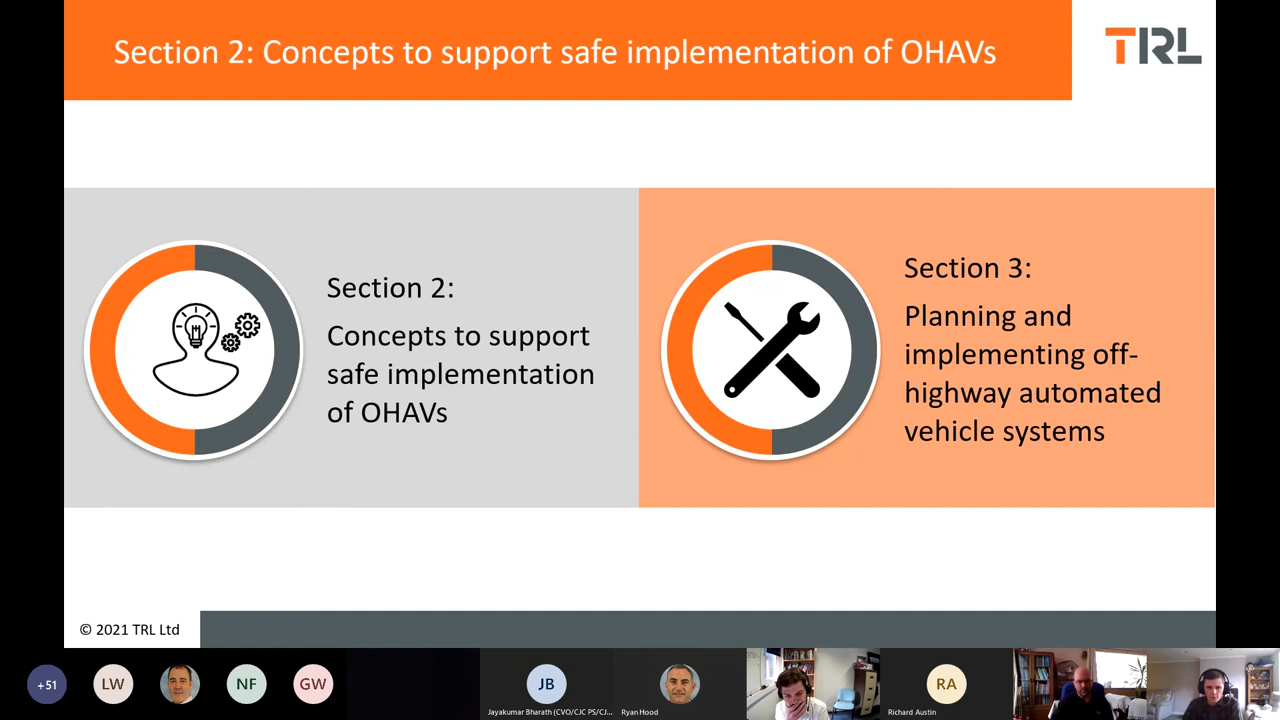 Section 2: Concepts to support safe implementation of OHAVs
TRL
Section 2:
Concepts to support
safe implementation
of OHAVs
Section 3:
Planning and
implementing off-
highway automated
vehicle systems
© 2021 TRL Ltd
+51
LW
NF
GW
JB
RA
Jayakumar Bharath (CVO/CJC PS/CJ...
Ryan Hood
Richard Austin